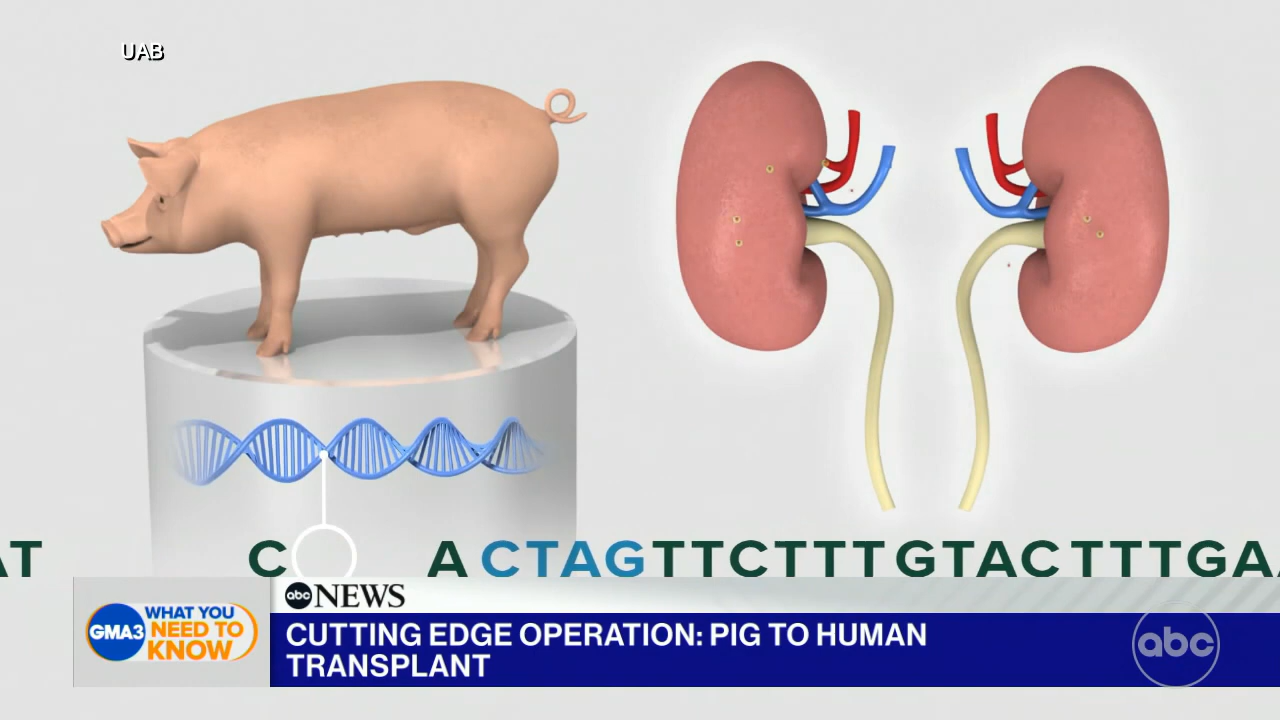 UAB
AT C A CTAGTTCTTTGTACTTTGA
abc NEWS
GMA3 WHAT YOU
NEED TO
KNOW
CUTTING EDGE OPERATION: PIG TO HUMAN
TRANSPLANT
abc